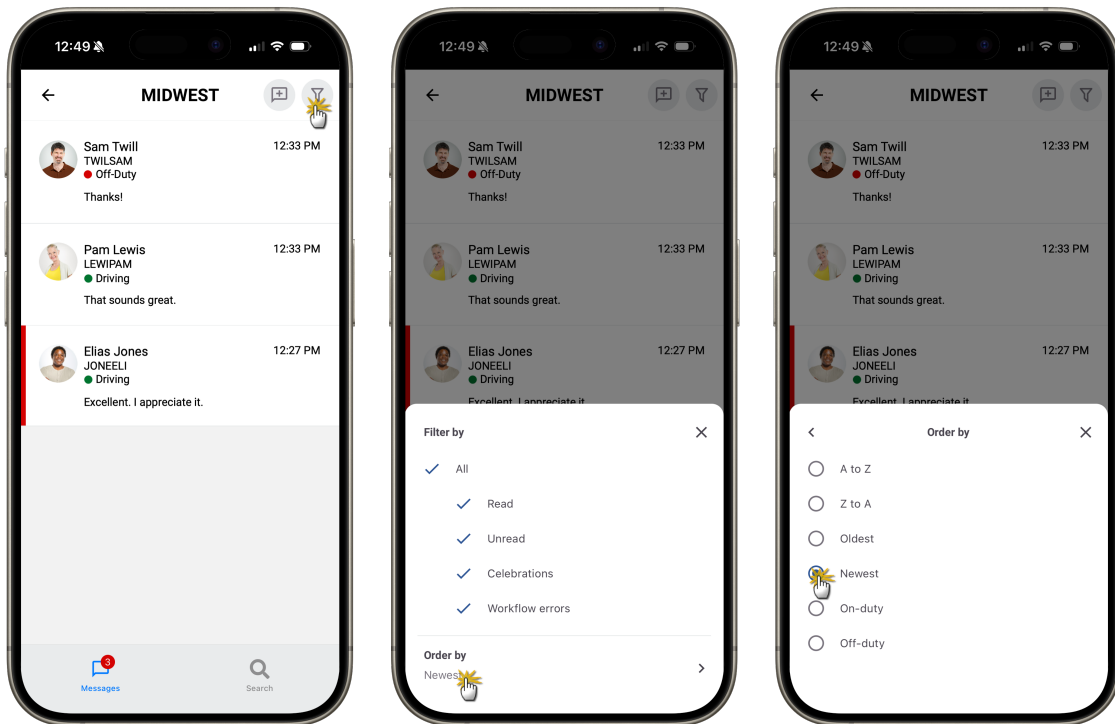 12:49
MIDWEST
Sam Twill
12:33 PM
TWILSAM
Off-Duty
Thanks!
Pam Lewis
12:33 PM
LEWIPAM
Driving
That sounds great.
Elias Jones
12:27 PM
JONEELI
Driving
Excellent. I appreciate it.
3
Messages
Search
12:49
MIDWEST
Sam Twill
12:33 PM
TWILSAM
Off-Duty
Thanks!
Pam Lewis
12:33 PM
LEWIPAM
Driving
That sounds great.
Elias Jones
12:27 PM
JONEELI
Driving
Excellent. I appreciate it.
Filter by
All
Read
Unread
Celebrations
Workflow errors
Order by
Newest
12:49
MIDWEST
Sam Twill
12:33 PM
TWILSAM
Off-Duty
Thanks!
Pam Lewis
12:33 PM
LEWIPAM
Driving
That sounds great.
Elias Jones
12:27 PM
JONEELI
Driving
Excellent. I appreciate it.
Order by
A to Z
Z to A
Oldest
Newest
On-duty
Off-duty